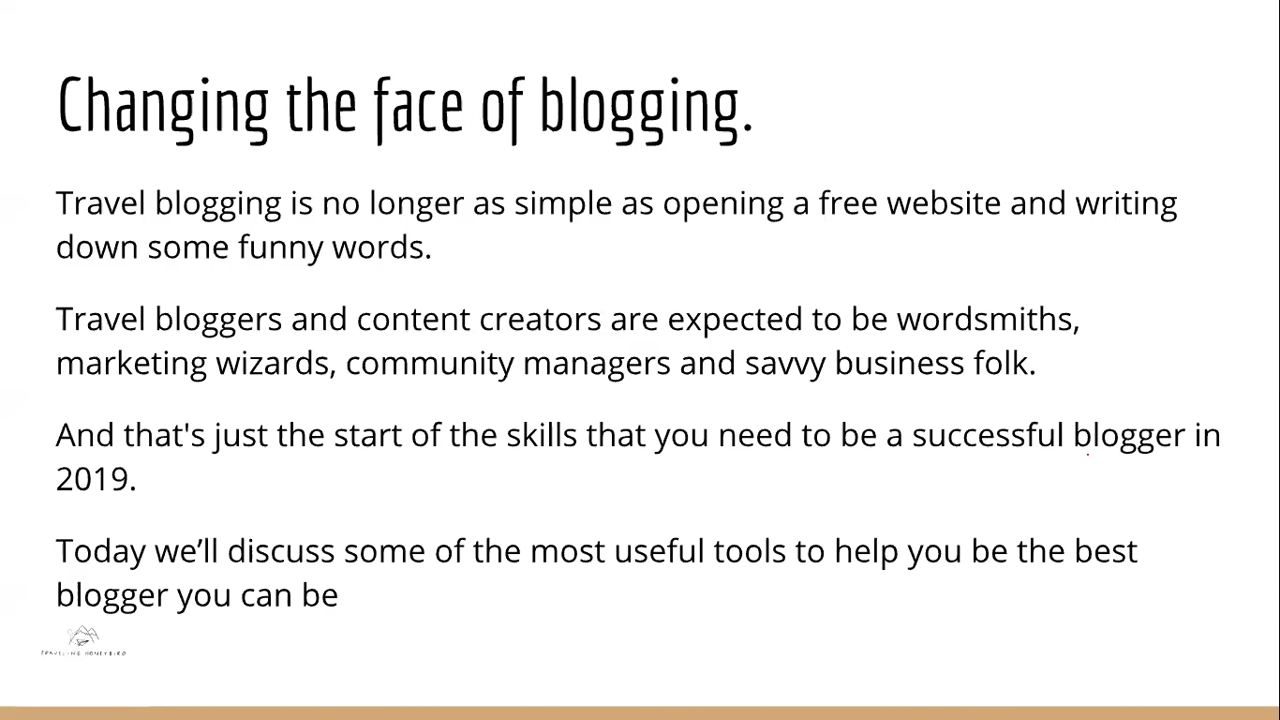 Changing the face of blogging.
Travel blogging is no longer as simple as opening a free website and writing
down some funny words.
Travel bloggers and content creators are expected to be wordsmiths,
marketing wizards, community managers and savvy business folk.
And that's just the start of the skills that you need to be a successful blogger in
2019.
Today we’ll discuss some of the most useful tools to help you be the best
blogger you can be
TRAVELING HONEYBIRD